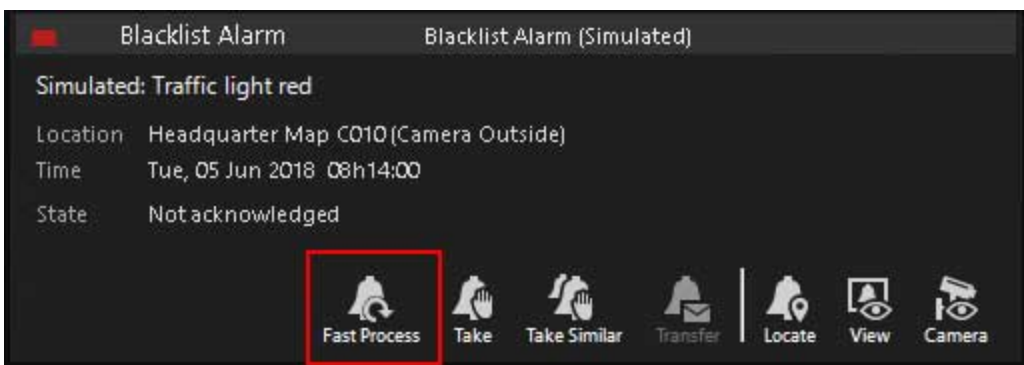 Blacklist Alarm Blacklist Alarm (Simulated)
Simulated: Traffic light red
Location Headquarter Map C010 (Camera Outside)
Time Tue, 05 Jun 2018 08h14:00
State Not acknowledged
Fast Process Take Take Similar Transfer Locate View Camera